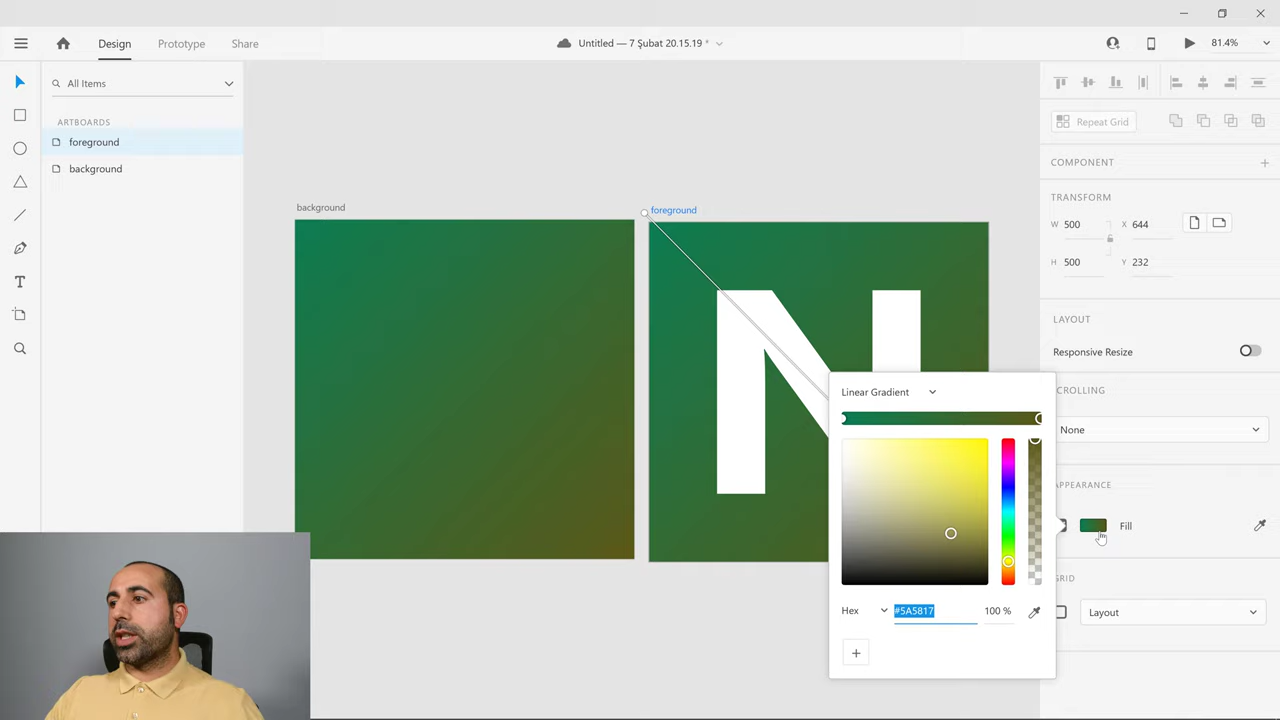 Design
Prototype
Share
Untitled — 7 Şubat 20.15.19 *
81.4%
All Items
ARTBOARDS
foreground
background
background
foreground
N
Repeat Grid
COMPONENT
TRANSFORM
W 500
X 644
H 500
Y 232
LAYOUT
Responsive Resize
SCROLLING
None
APPEARANCE
Fill
GRID
Layout
Linear Gradient
Hex
#5A5817
100 %